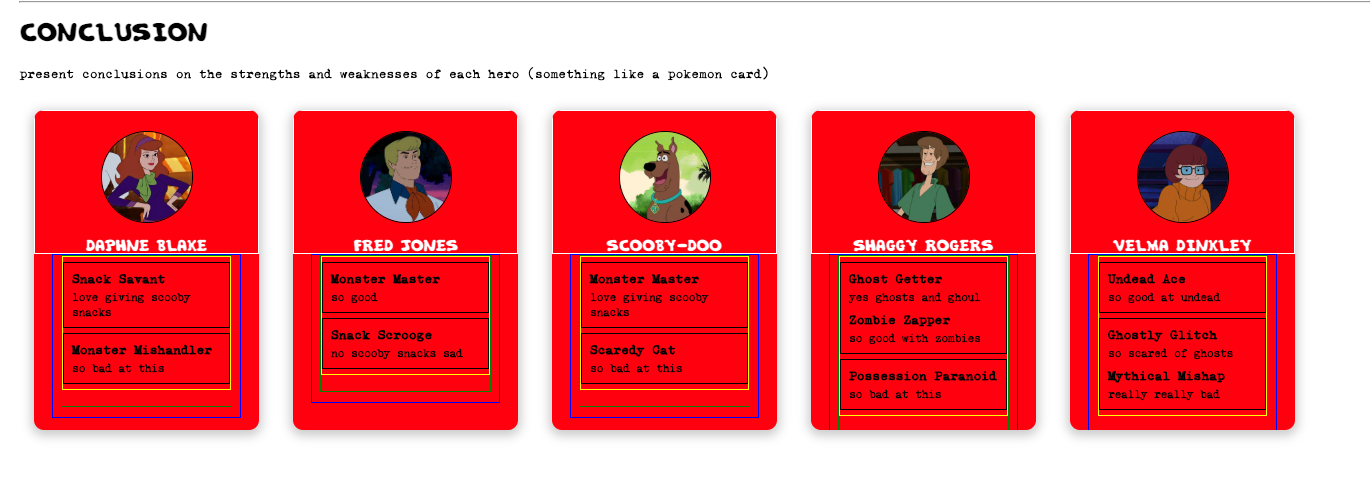 CONCLUSION
present conclusions on the strengths and weaknesses of each hero (something like a pokemon card)
DAPHNE BLAKE
Snack Savant
love giving scooby
snacks
Monster Mishandler
so bad at this
FRED JONES
Monster Master
so good
Snack Scrooge
no scooby snacks sad
SCOOBY-DOO
Monster Master
love giving scooby
snacks
Scaredy Cat
so bad at this
SHAGGY ROGERS
Ghost Getter
yes ghosts and ghoul
Zombie Zapper
so good with zombies
Possession Paranoid
so bad at this
VELMA DINKLEY
Undead Ace
so good at undead
Ghostly Glitch
so scared of ghosts
Mythical Mishap
really really bad